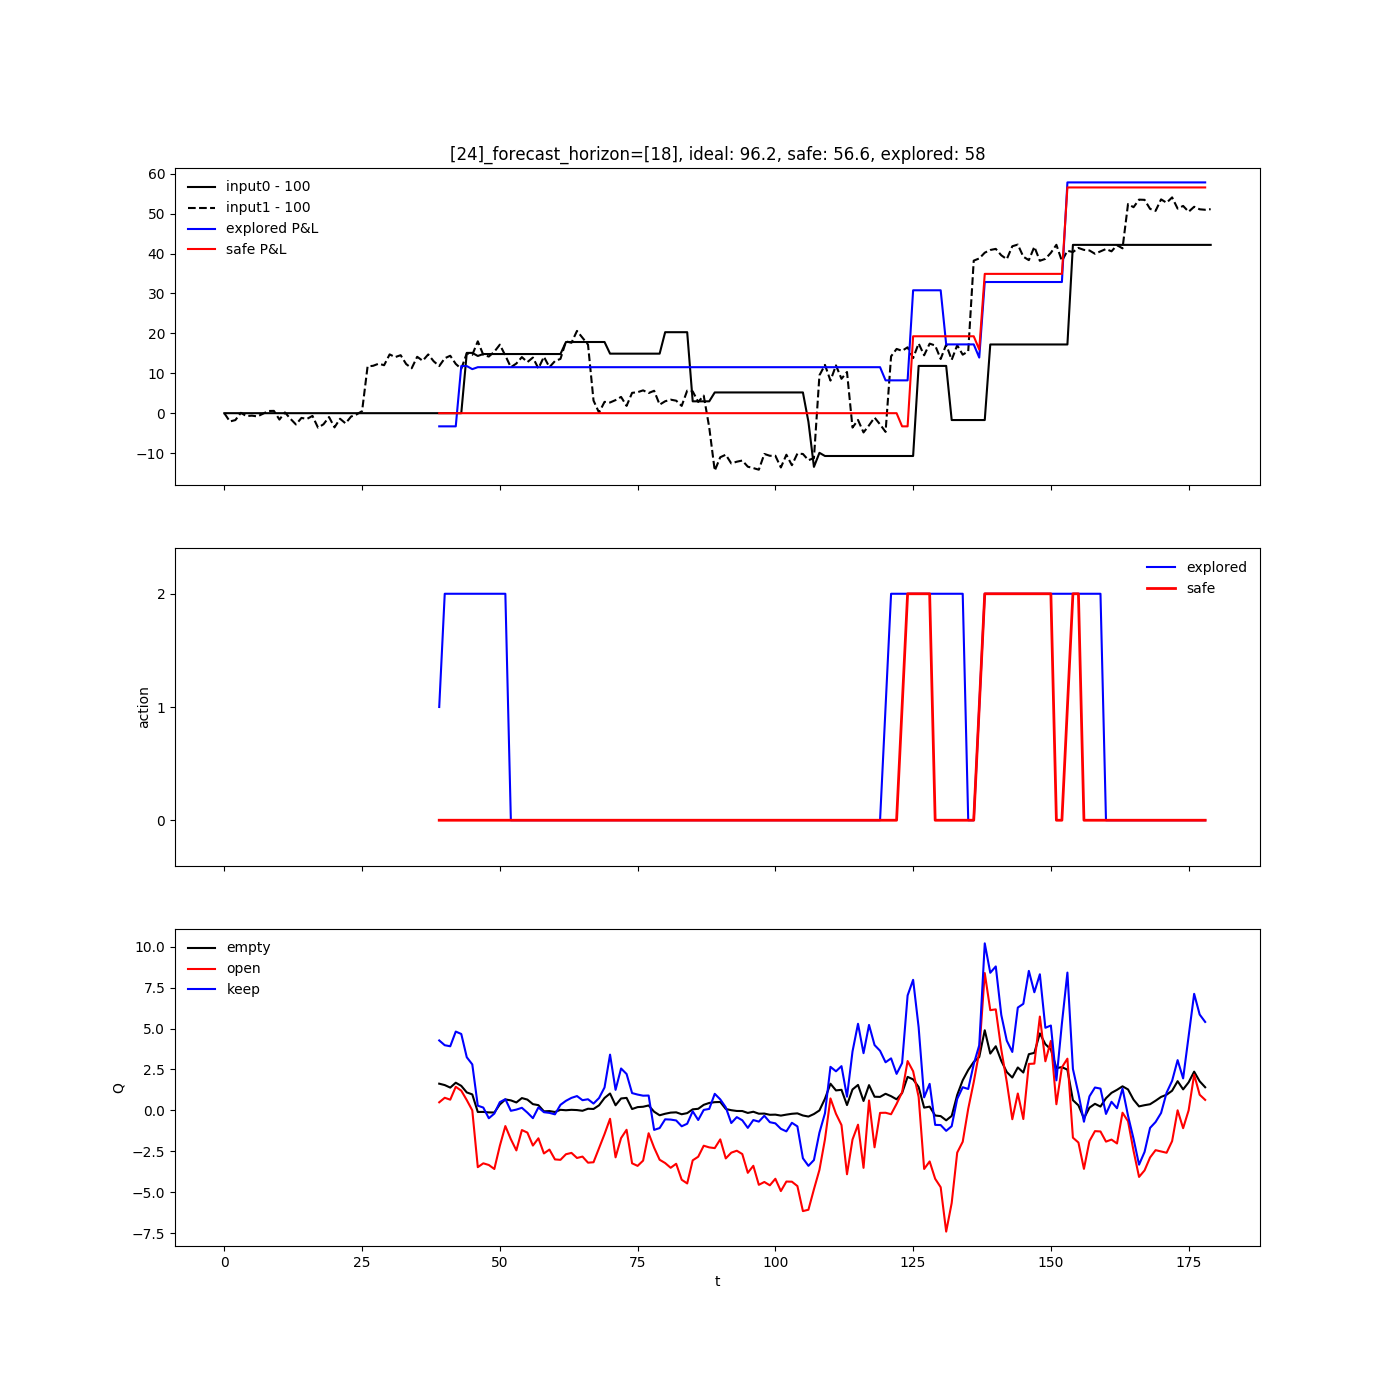 [24]_forecast_horizon=[18], ideal: 96.2, safe: 56.6, explored: 58
60
50
40
30
20
10
0
−10
input0 - 100
input1 - 100
explored P&L
safe P&L
2
1
0
action
explored
safe
10.0
7.5
5.0
2.5
0.0
−2.5
−5.0
−7.5
Q
empty
open
keep
0 25 50 75 100 125 150 175
t